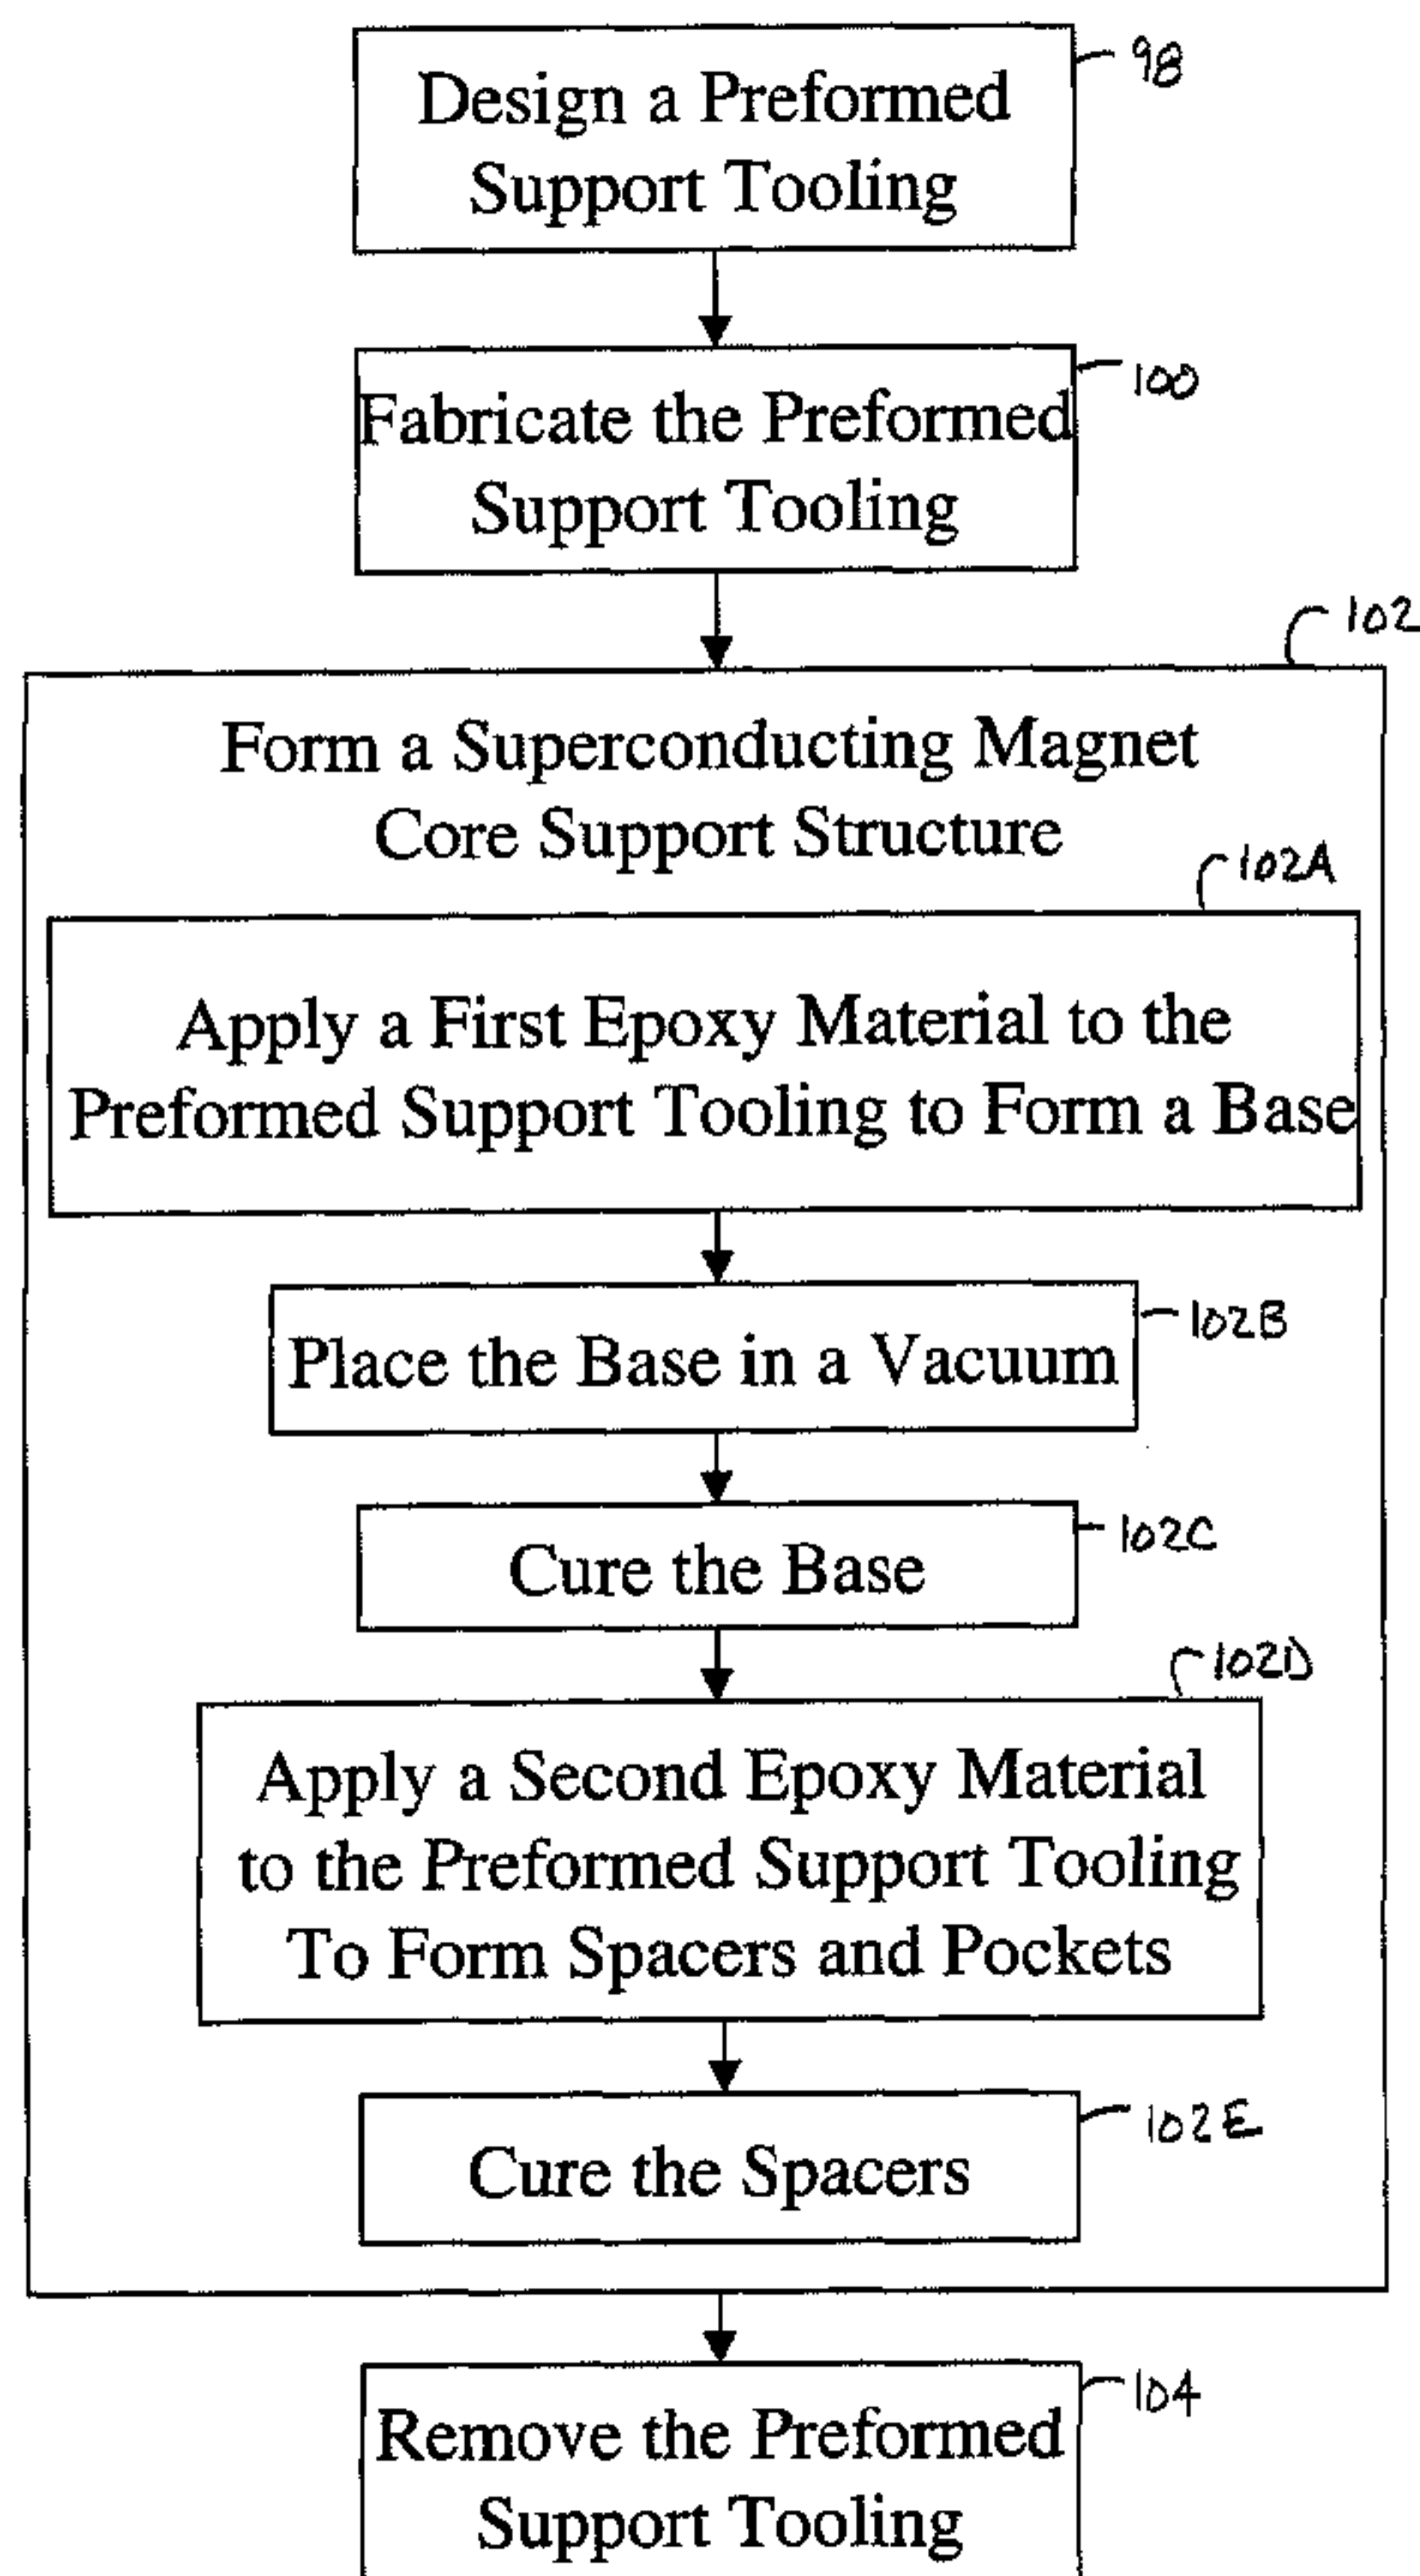 Design a Preformed
Support Tooling
98
Fabricate the Preformed
Support Tooling
100
102
Form a Superconducting Magnet
Core Support Structure
102A
Apply a First Epoxy Material to the
Preformed Support Tooling to Form a Base
Place the Base in a Vacuum
102B
Cure the Base
102C
102D
Apply a Second Epoxy Material
to the Preformed Support Tooling
To Form Spacers and Pockets
Cure the Spacers
102E
Remove the Preformed
Support Tooling
104